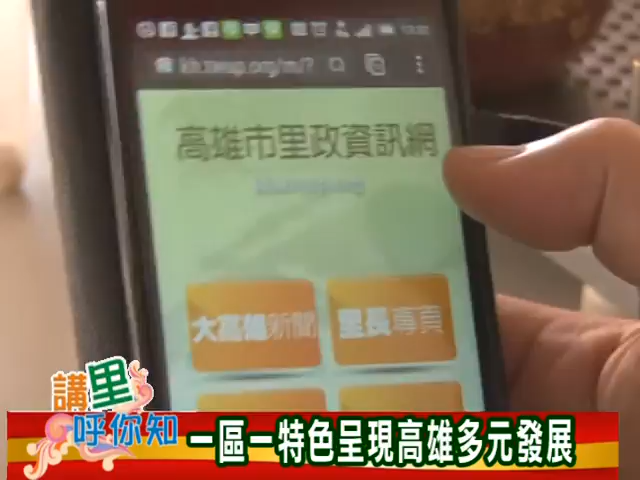 高雄市里政資訊網
大高雄新聞
里長專頁
講里
呼你知
一區一特色呈現高雄多元發展